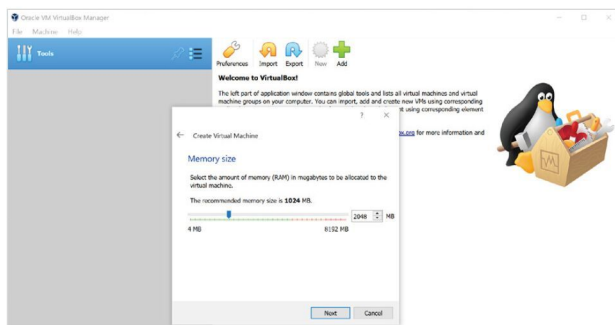 Oracle VM VirtualBox Manager
File Machine Help
Tools
Preferences Import Export New Add
Welcome to VirtualBox!
The left part of application window contains global tools and lists all virtual machines and virtual
machine groups on your computer. You can import, add and create new VMs using corresponding
nt using corresponding element
ox.org for more information and
? ×
Create Virtual Machine
Memory size
Select the amount of memory (RAM) in megabytes to be allocated to the
virtual machine.
The recommended memory size is 1024 MB.
2048 MB
4 MB 8192 MB
Next Cancel